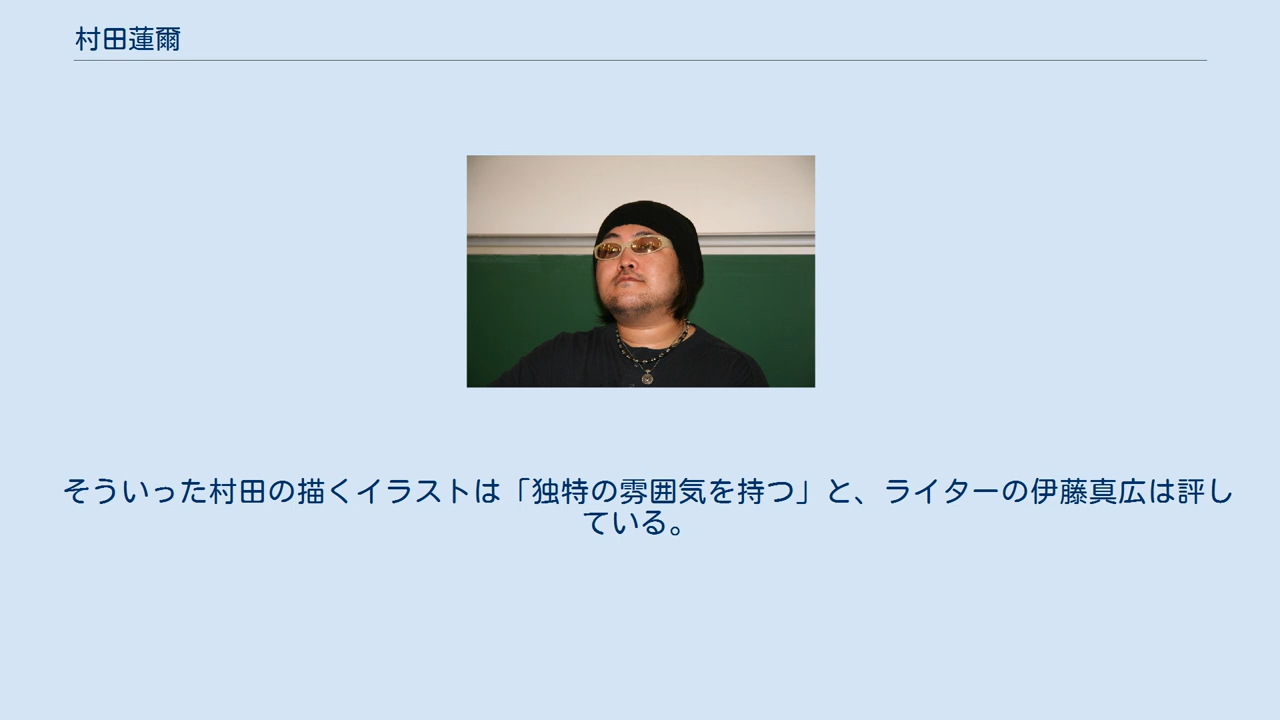 村田蓮爾
そういった村田の描くイラストは「独特の雰囲気を持つ」と、ライターの伊藤真広は評し
ている。